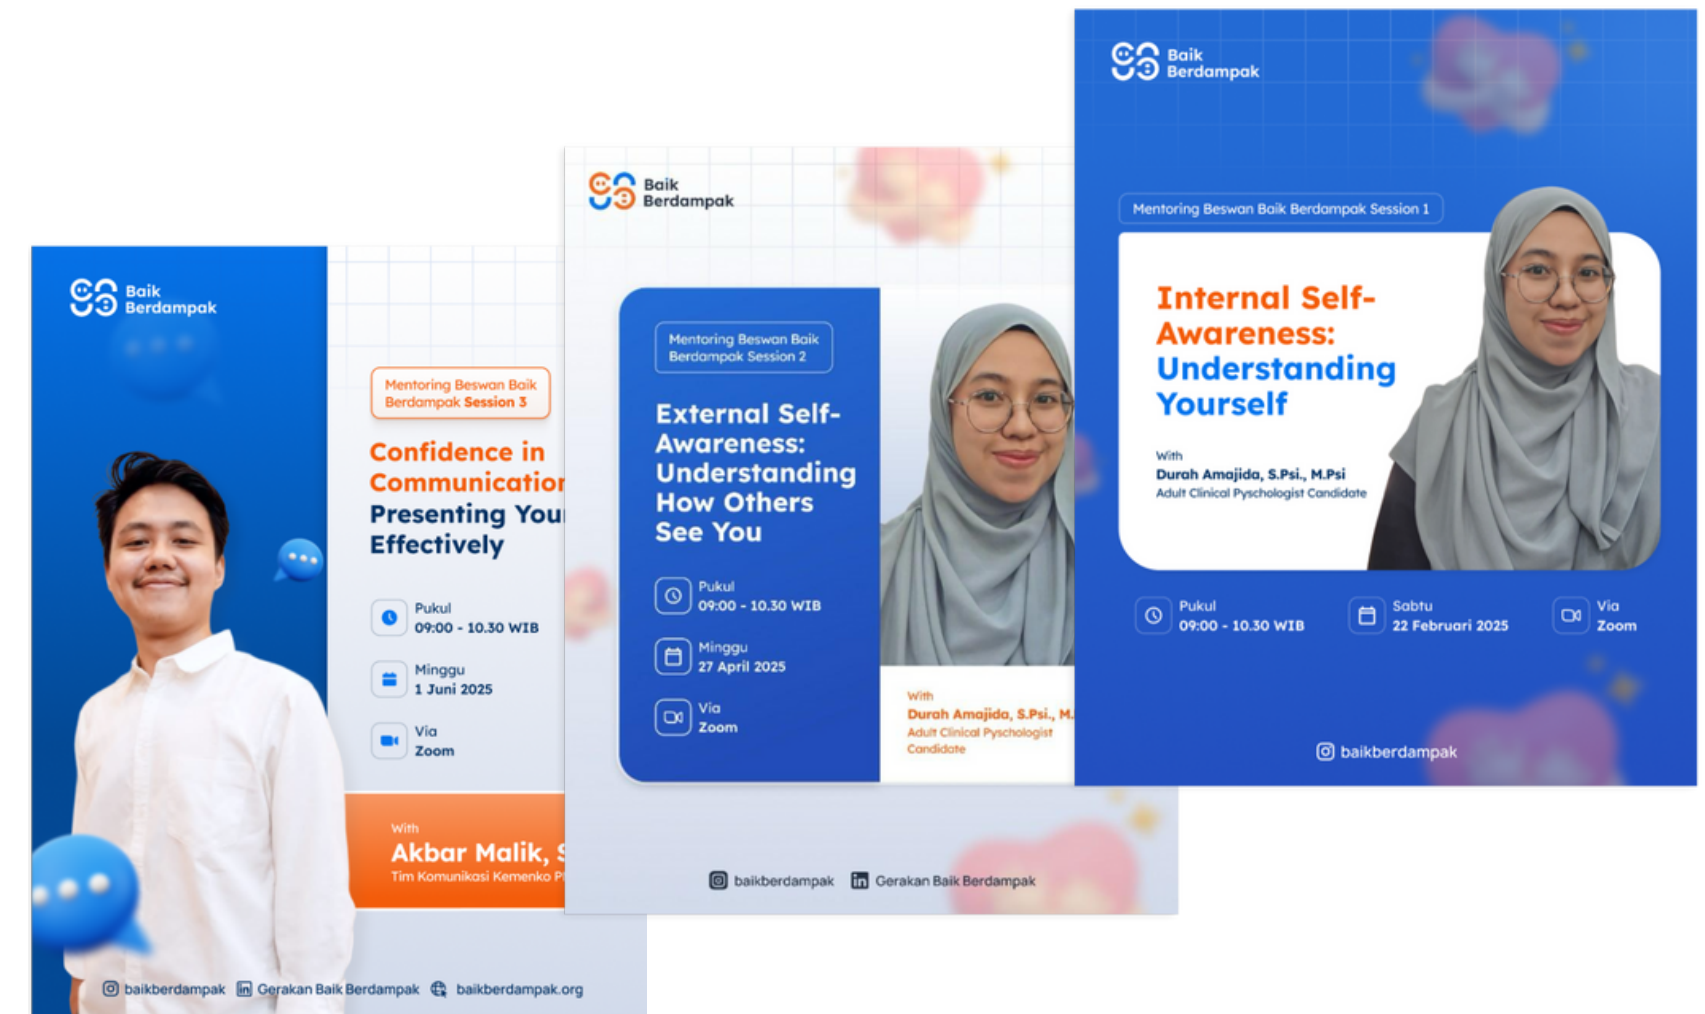 Baik
Berdampak
Mentoring Beswan Baik
Berdampak Session 3
Confidence in
Communication
Presenting
Effectively
Pukul
09:00 - 10.30 WIB
Minggu
1 Juni 2025
Via
Zoom
With
Akbar Malik,
Tim Komunikasi Kemenko
baikberdampak
Gerakan Baik Berdampak
baikberdampak.org
Baik
Berdampak
Mentoring Beswan Baik
Berdampak Session 2
External Self-
Awareness:
Understanding
How Others
See You
Pukul
09:00 - 10.30 WIB
Minggu
27 April 2025
Via
Zoom
With
Durah Amajida, S.Psi.,
Adult Clinical Pyschologist
Candidate
baikberdampak
Gerakan Baik Berdampak
Baik
Berdampak
Mentoring Beswan Baik Berdampak Session 1
Internal Self-
Awareness:
Understanding
Yourself
With
Durah Amajida, S.Psi., M.Psi
Adult Clinical Pyschologist Candidate
Pukul
09:00 - 10.30 WIB
Sabtu
22 Februari 2025
Via
Zoom
baikberdampak